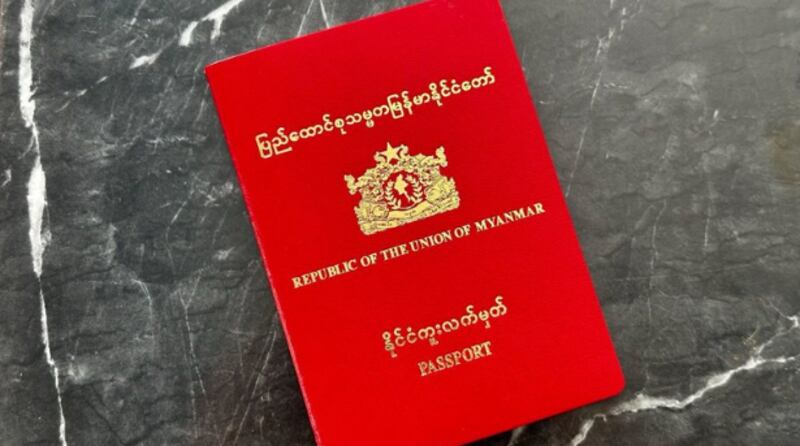 ပြည်ထောင်စုသမ္မတမြန်မာနိုင်ငံတော်
REPUBLIC OF THE UNION OF MYANMAR
နိုင်ငံကူးလက်မှတ်
PASSPORT